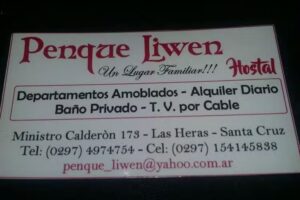 Penque Liwen
Un Lugar Familiar!!! Hostal
Departamentos Amoblados - Alquiler Diario
Baño Privado - T. V. por Cable
Ministro Calderòn 173 - Las Heras - Santa Cruz
Tel: (0297) 4974754 - Cel: (0297) 154145838
penque_liwen@yahoo.com.ar